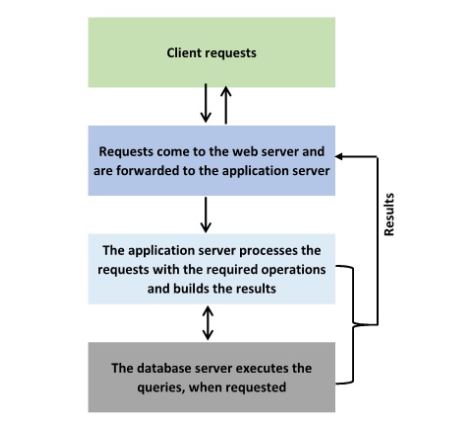 Client requests
Requests come to the web server and
are forwarded to the application server
Results
The application server processes the
requests with the required operations
and builds the results
The database server executes the
queries, when requested